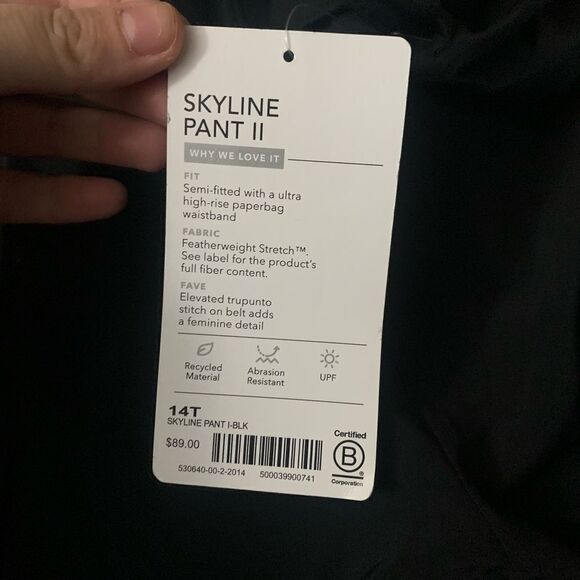 SKYLINE
PANT II
WHY WE LOVE IT
FIT
Semi-fitted with a ultra
high-rise paperbag
waistband
FABRIC
Featherweight Stretch™.
See label for the product's
full fiber content.
FAVE
Elevated trupunto
stitch on belt adds
a feminine detail
Recycled
Material
Abrasion
Resistant
UPF
14T
SKYLINE PANT I-BLK
$89.00
530640-00-2-2014 500039900741
Certified
B
®
Corporation